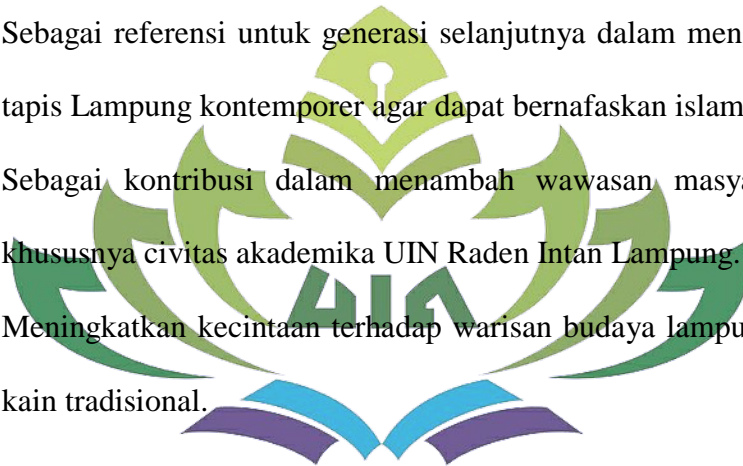 Sebagai referensi untuk generasi selanjutnya dalam men
tapis Lampung kontemporer agar dapat bernafaskan islam
Sebagai kontribusi dalam menambah wawasan masya
khususnya civitas akademika UIN Raden Intan Lampung.
UIN
Meningkatkan kecintaan terhadap warisan budaya lampu
kain tradisional.